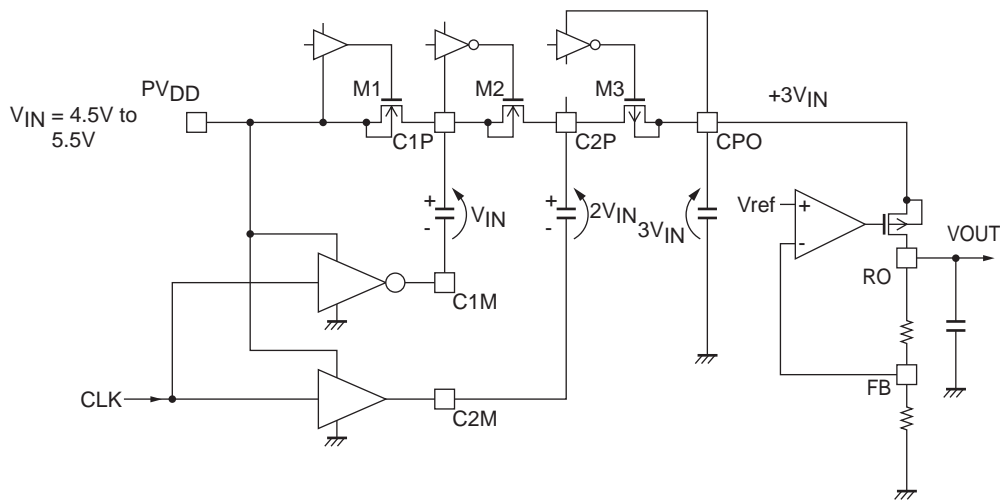 M1
M2
M3
PVDD
VIN = 4.5V to
5.5V
+3VIN
C1P
C2P
CPO
+
-
VIN
+
-
2VIN
3VIN
Vref
+
-
VOUT
RO
C1M
FB
CLK
C2M